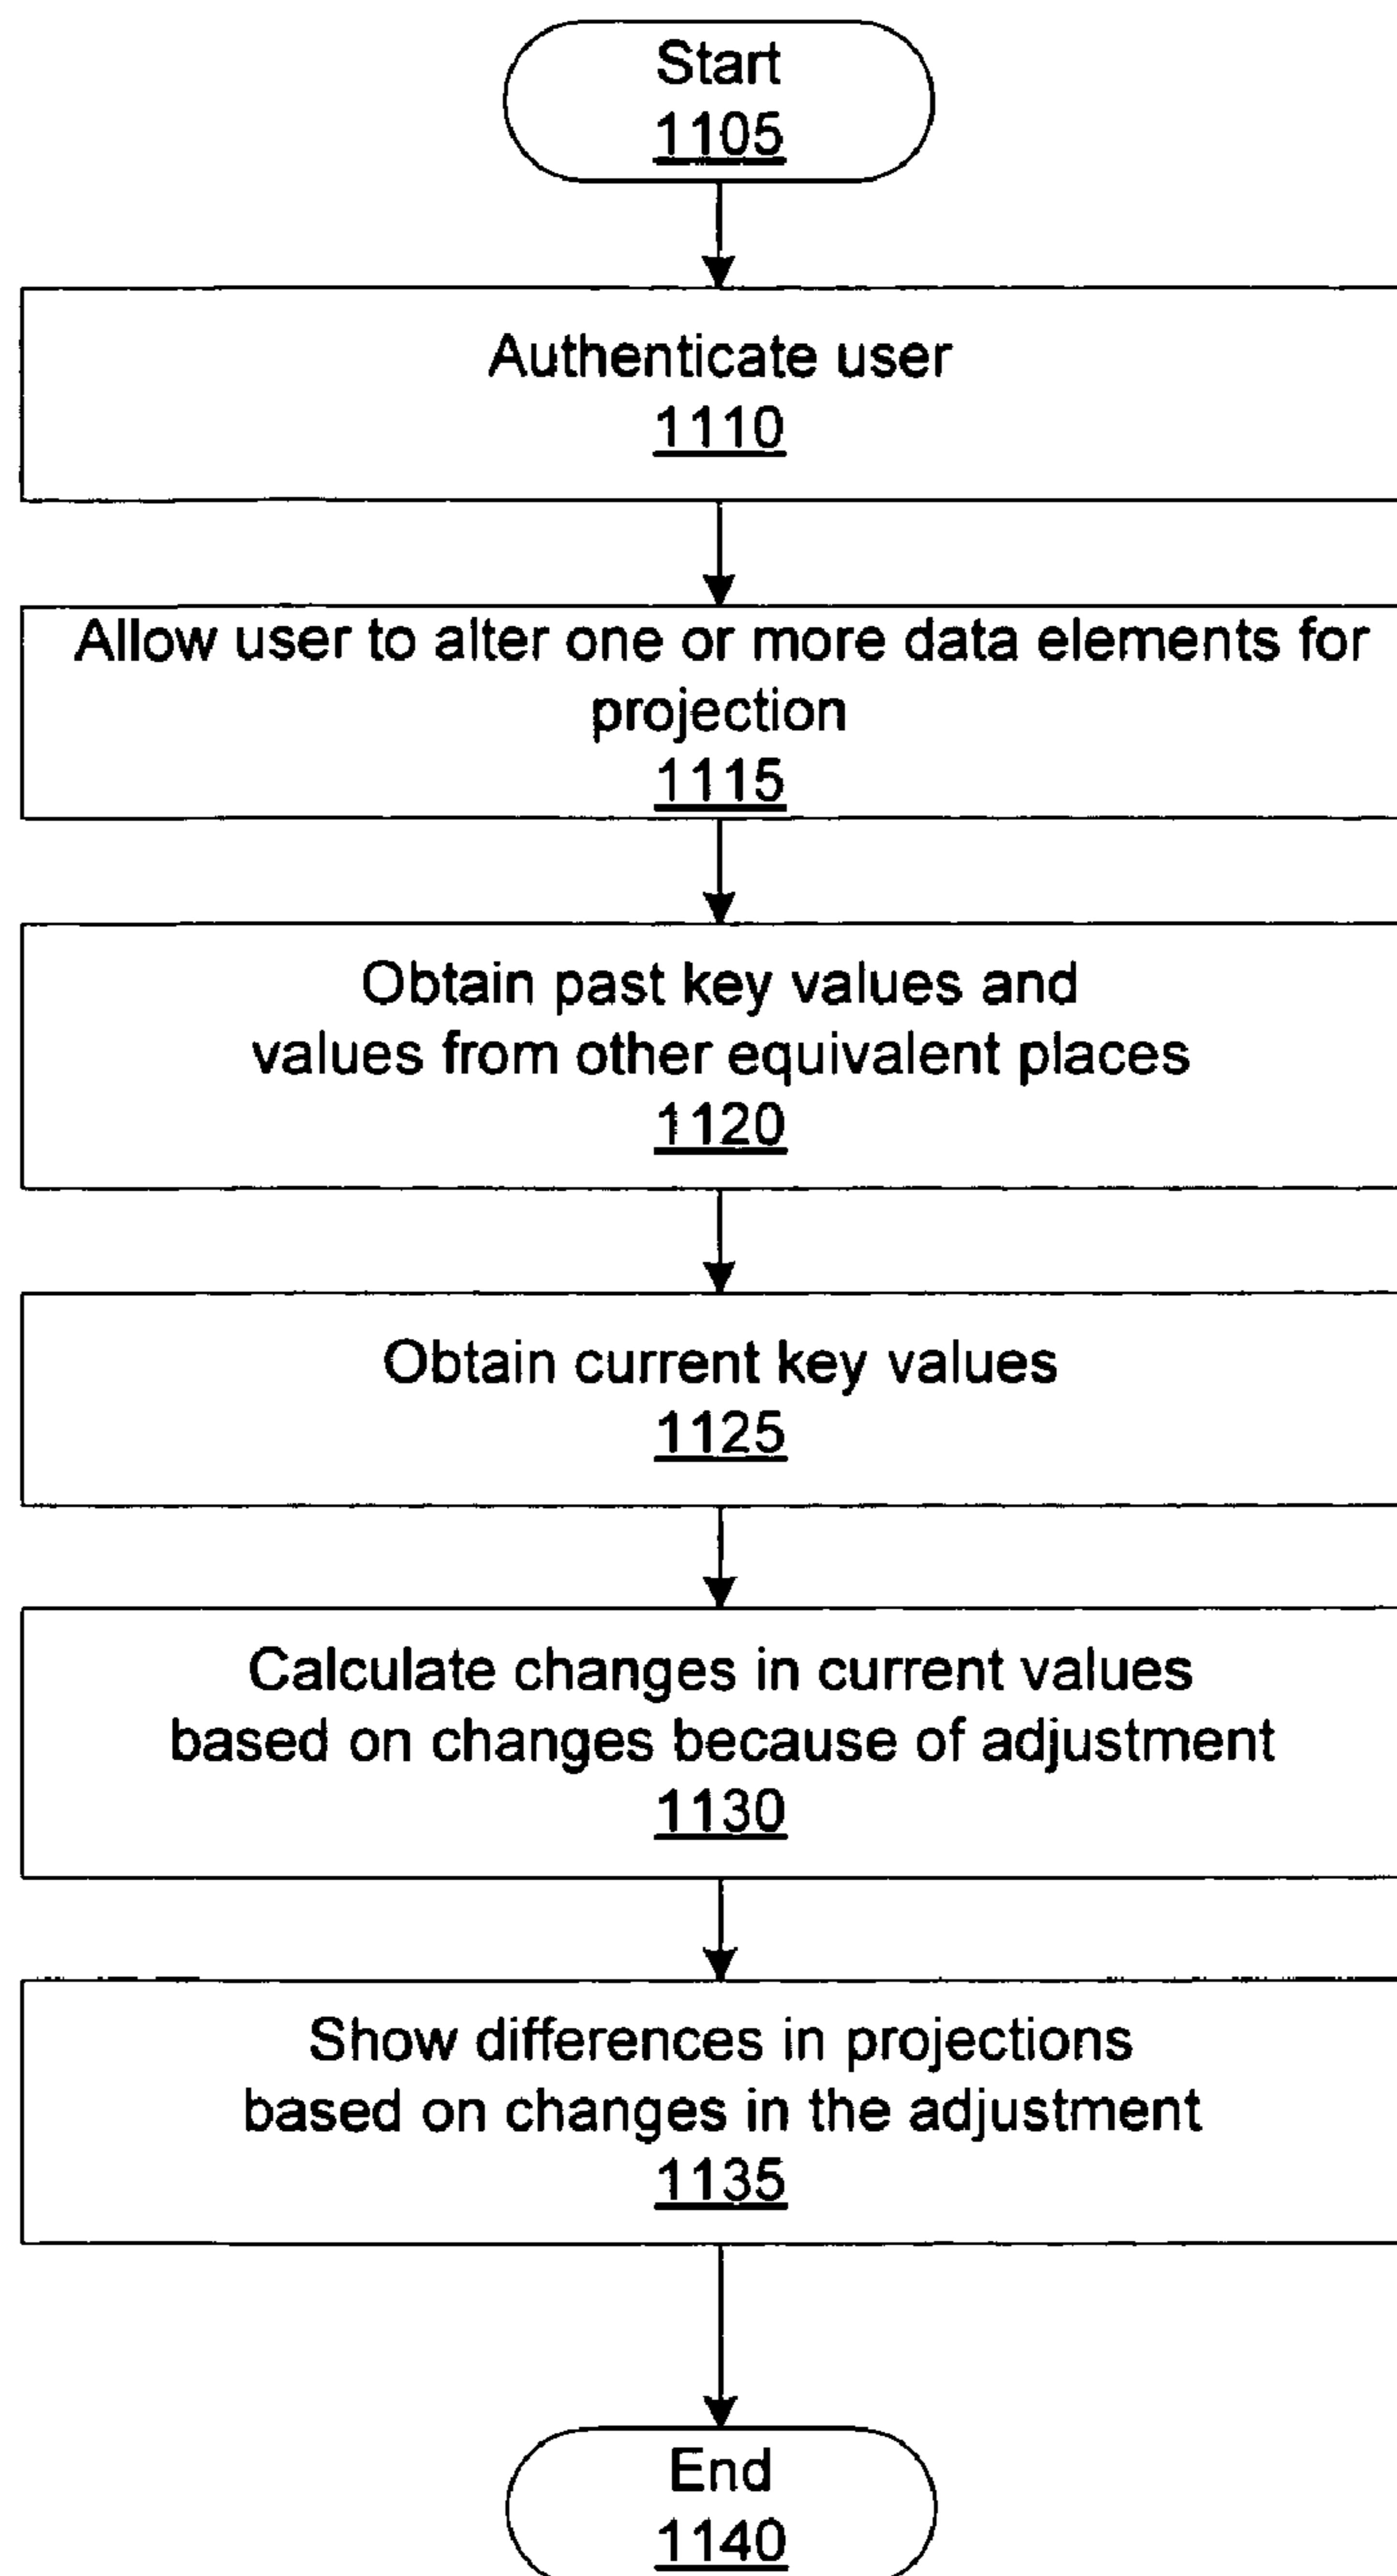 Start
1105
Authenticate user
1110
Allow user to alter one or more data elements for
projection
1115
Obtain past key values and
values from other equivalent places
1120
Obtain current key values
1125
Calculate changes in current values
based on changes because of adjustment
1130
Show differences in projections
based on changes in the adjustment
1135
End
1140